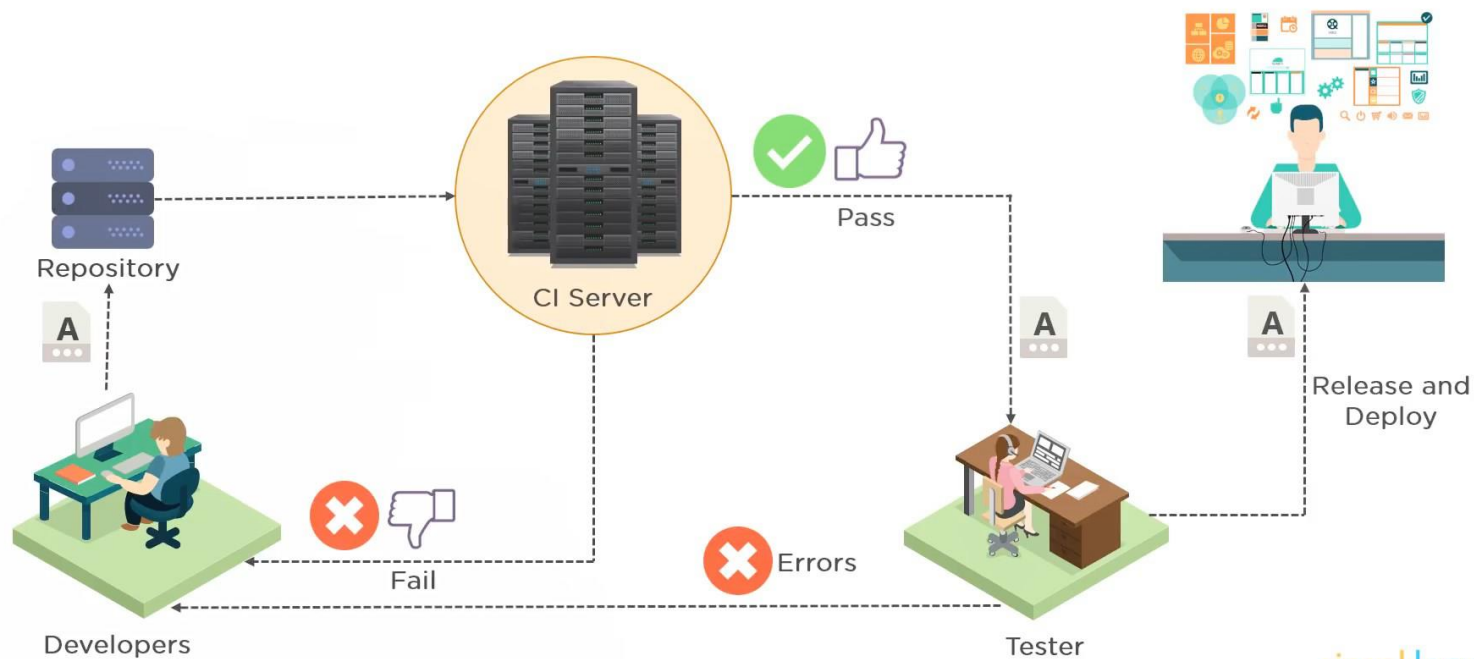 Repository
A
CI Server
Pass
A
A
Release and
Deploy
Fail
Errors
Developers
Tester